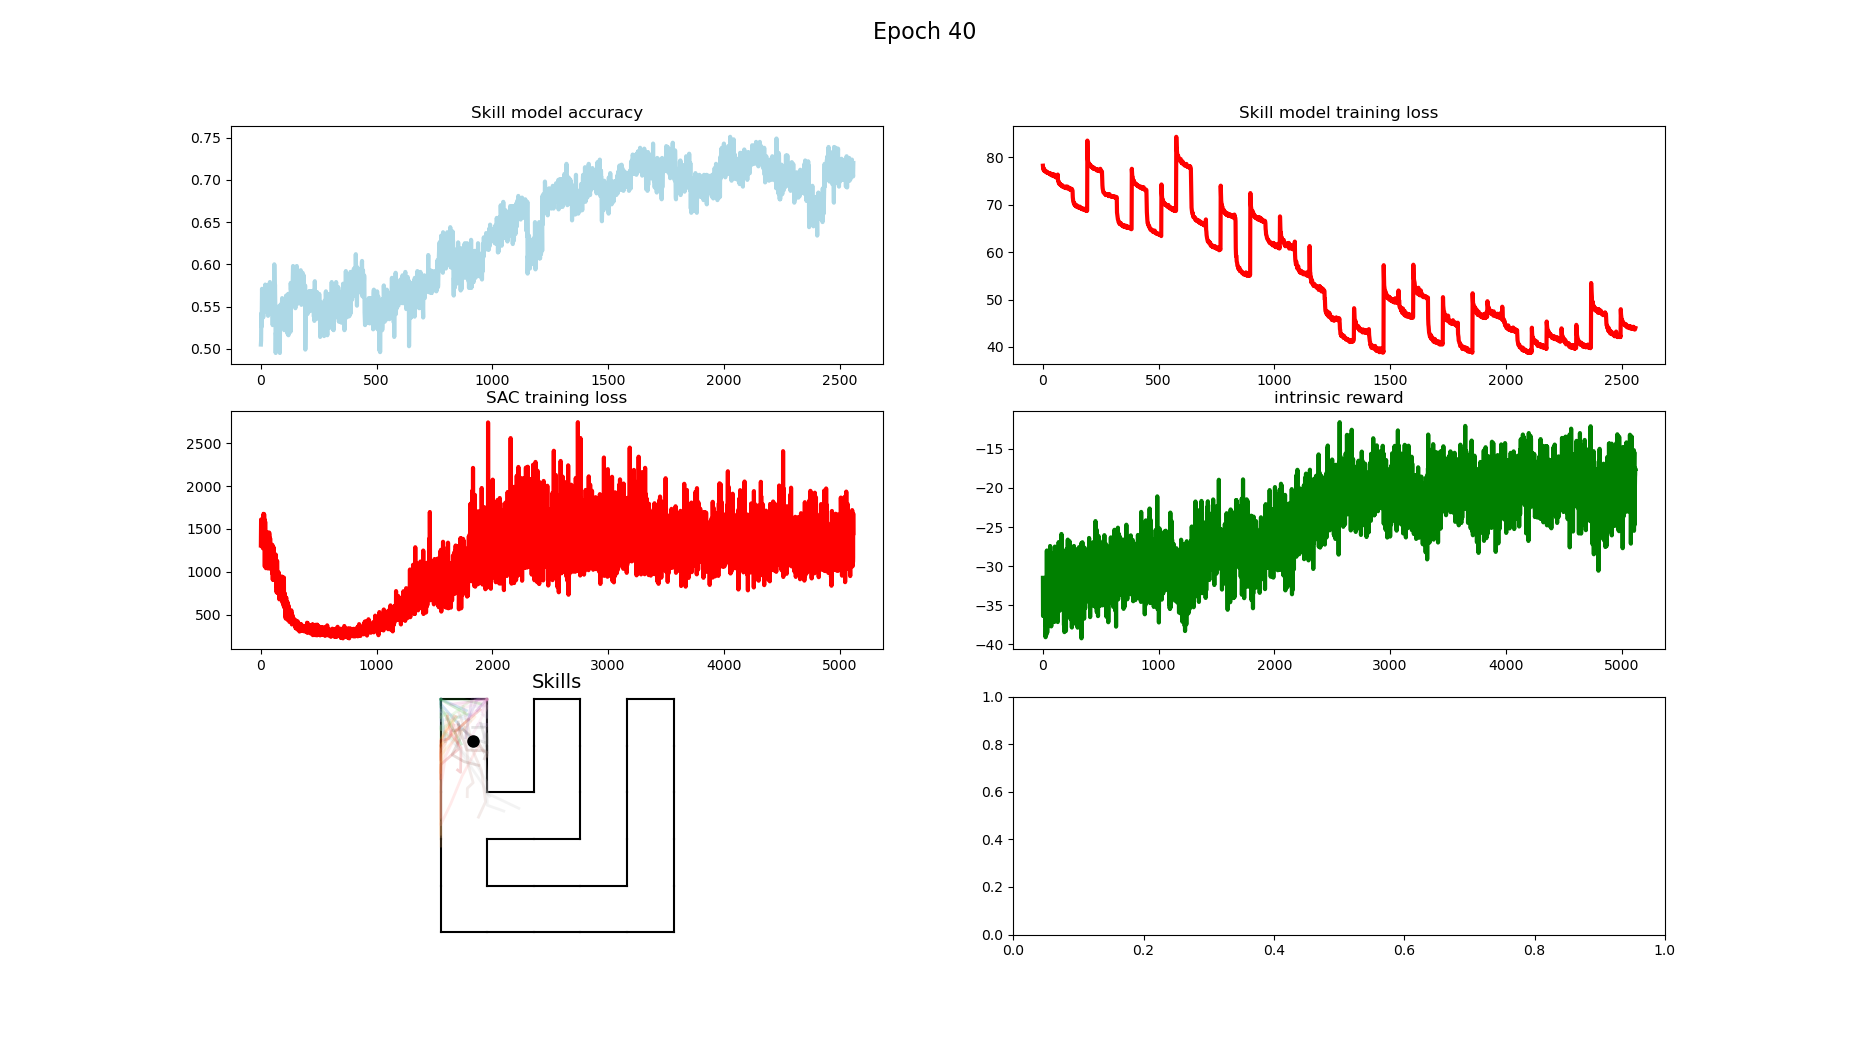 Epoch 40
Skill model accuracy
0.75
0.70
0.65
0.60
0.55
0.50
0 500 1000 1500 2000 2500
Skill model training loss
80
70
60
50
40
0 500 1000 1500 2000 2500
SAC training loss
2500
2000
1500
1000
500
0 1000 2000 3000 4000 5000
intrinsic reward
−15
−20
−25
−30
−35
−40
0 1000 2000 3000 4000 5000
Skills
1.0
0.8
0.6
0.4
0.2
0.0
0.0 0.2 0.4 0.6 0.8 1.0